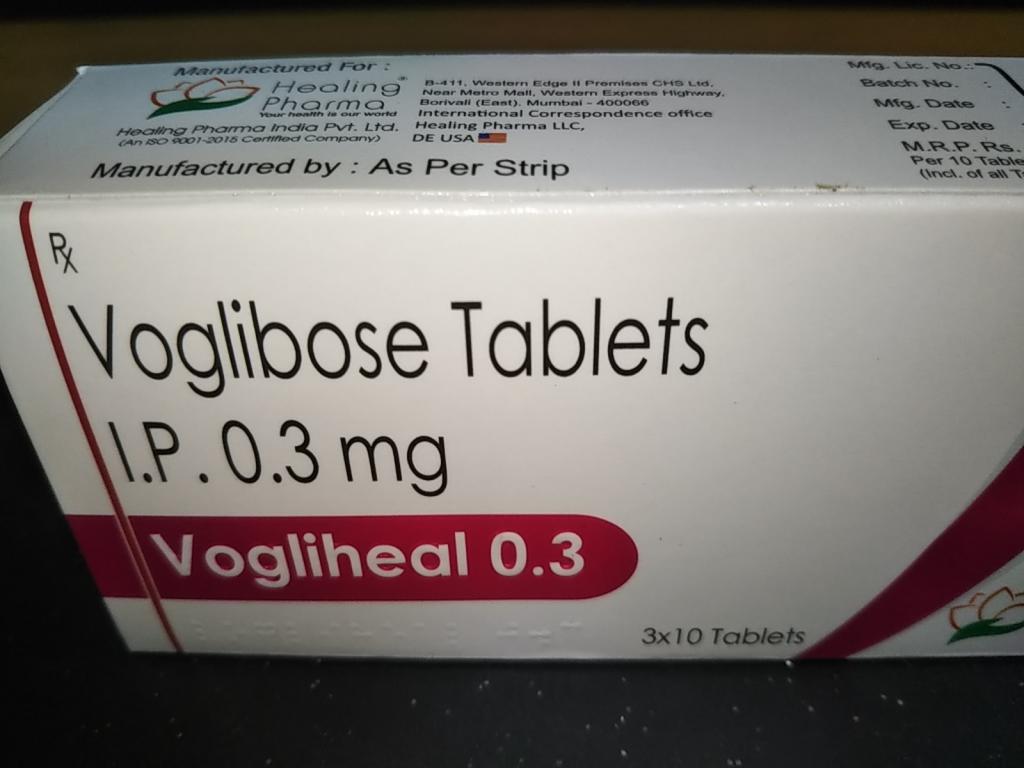 Manufactured For :
Healing®
Pharma
Your health is our world
Healing Pharma India Pvt. Ltd.
(An ISO 9001-2015 Certified Company)
B-411, Western Edge II Premises CHS Ltd,
Near Metro Mall, Western Express Highway,
Borivali (East), Mumbai - 400066
International Correspondence office
Healing Pharma LLC,
DE USA
Manufactured by : As Per Strip
Mfg. Lic. No.:
Batch No. :
Mfg. Date :
Exp. Date
M.R.P. Rs.
Per 10 Table
(Incl. of all T
Rx
Voglibose Tablets
I.P. 0.3 mg
Vogliheal 0.3
3x10 Tablets